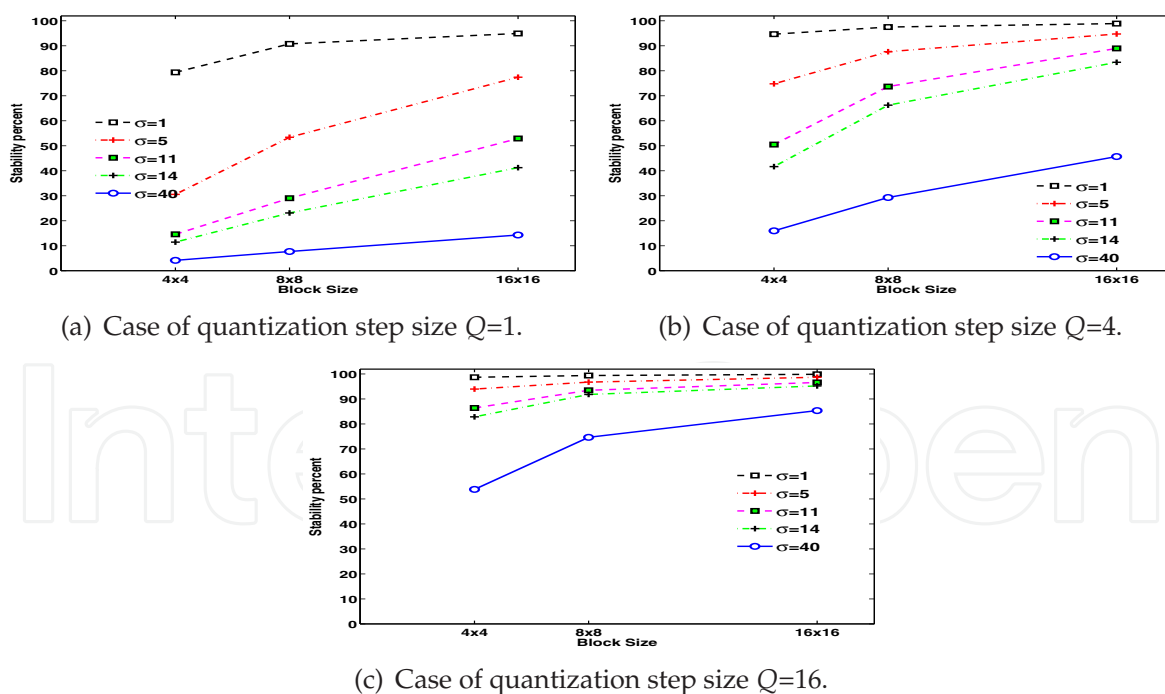 100
90
80
70
60
50
40
30
20
10
0
Stability percent
σ=1
σ=5
σ=11
σ=14
σ=40
4x4 8x8 16x16
Block Size
(a) Case of quantization step size Q=1.
100
90
80
70
60
50
40
30
20
10
0
Stability percent
σ=1
σ=5
σ=11
σ=14
σ=40
4x4 8x8 16x16
Block Size
(b) Case of quantization step size Q=4.
100
90
80
70
60
50
40
30
20
10
0
Stability percent
σ=1
σ=5
σ=11
σ=14
σ=40
4x4 8x8 16x16
Block Size
(c) Case of quantization step size Q=16.